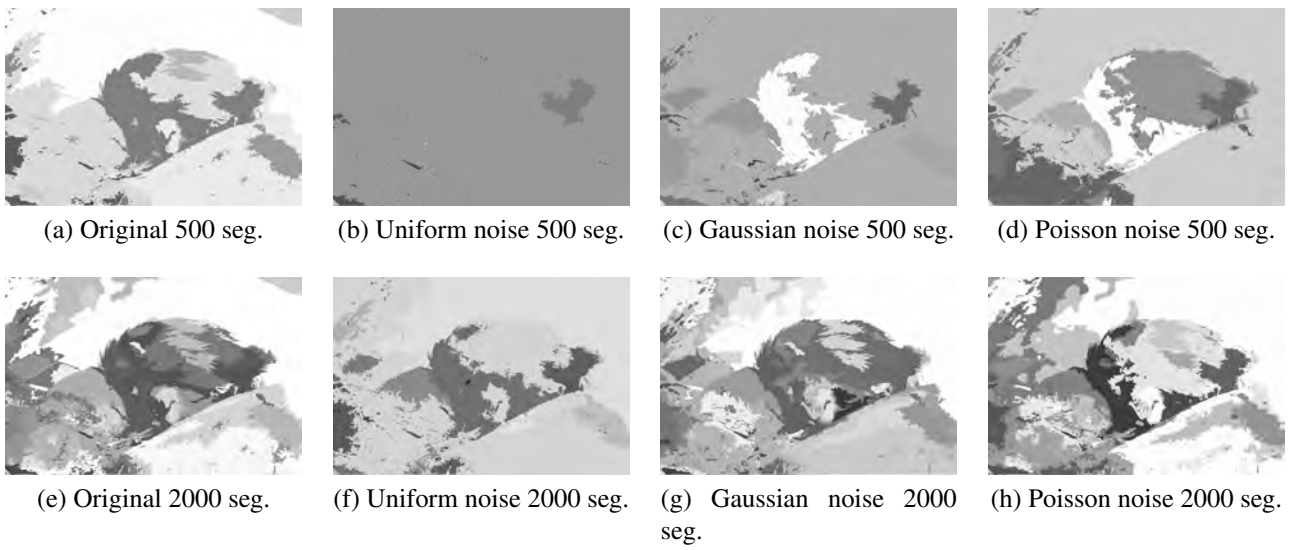 (a) Original 500 seg.
(b) Uniform noise 500 seg.
(c) Gaussian noise 500 seg.
(d) Poisson noise 500 seg.
(e) Original 2000 seg.
(f) Uniform noise 2000 seg.
(g) Gaussian noise 2000
seg.
(h) Poisson noise 2000 seg.